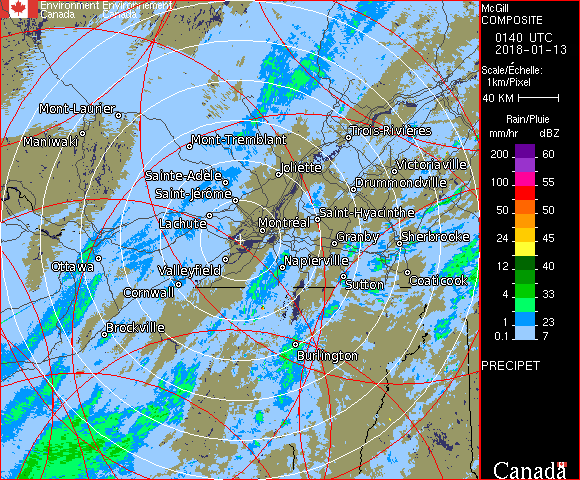 Environment Environnement
Canada Canada
McGill
COMPOSITE
0140 UTC
2018-01-13
Scale/Échelle:
1km/Pixel
40 KM
Rain/Pluie
mm/hr dBZ
200 60
100 55
50 50
24 45
12 40
4 33
1 23
0.1 7
PRECIPET
Canada
Mont-Laurier
Maniwaki
Mont-Tremblant
Trois-Rivières
Joliette
Victoriaville
Sainte-Adèle
Drummondville
Saint-Jérôme
Saint-Hyacinthe
Lachute
Montréal
Granby
Sherbrooke
Ottawa
Valleyfield
Napierville
Coaticook
Cornwall
Sutton
Brockville
Burlington